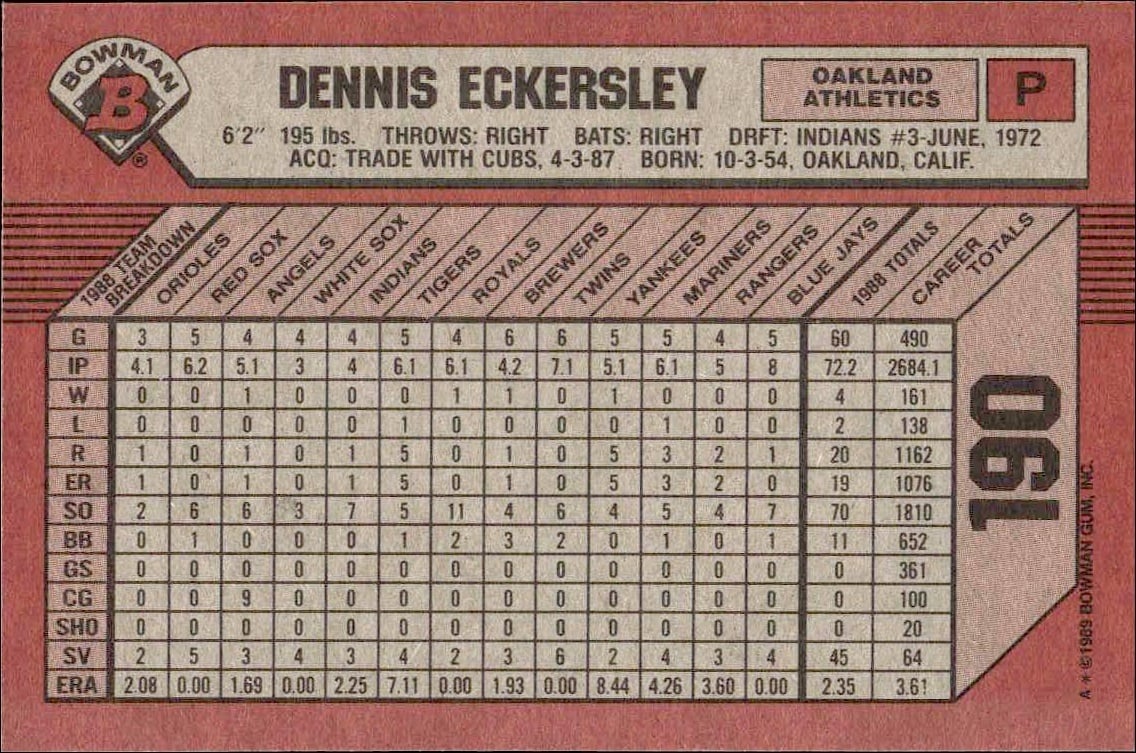 BOWMAN
B
®
DENNIS ECKERSLEY
OAKLAND
ATHLETICS
P
6'2" 195 lbs. THROWS: RIGHT BATS: RIGHT DRFT: INDIANS #3-JUNE, 1972
ACQ: TRADE WITH CUBS, 4-3-87 BORN: 10-3-54, OAKLAND, CALIF.
1988 TEAM
BREAKDOWN
ORIOLES
RED SOX
ANGELS
WHITE SOX
INDIANS
TIGERS
ROYALS
BREWERS
TWINS
YANKEES
MARINERS
RANGERS
BLUE JAYS
1988 TOTALS
CAREER
TOTALS
G 3 5 4 4 4 5 4 6 6 5 5 4 5 60 490
IP 4.1 6.2 5.1 3 4 6.1 6.1 4.2 7.1 5.1 6.1 5 8 72.2 2684.1
W 0 0 1 0 0 0 1 1 0 1 0 0 0 4 161
L 0 0 0 0 0 1 0 0 0 0 1 0 0 2 138
R 1 0 1 0 1 5 0 1 0 5 3 2 1 20 1162
ER 1 0 1 0 1 5 0 1 0 5 3 2 0 19 1076
SO 2 6 6 3 7 5 11 4 6 4 5 4 7 70 1810
BB 0 1 0 0 0 1 2 3 2 0 1 0 1 11 652
GS 0 0 0 0 0 0 0 0 0 0 0 0 0 0 361
CG 0 0 9 0 0 0 0 0 0 0 0 0 0 0 100
SHO 0 0 0 0 0 0 0 0 0 0 0 0 0 0 20
SV 2 5 3 4 3 4 2 3 6 2 4 3 4 45 64
ERA 2.08 0.00 1.69 0.00 2.25 7.11 0.00 1.93 0.00 8.44 4.26 3.60 0.00 2.35 3.61
190
A * © 1989 BOWMAN GUM, INC.